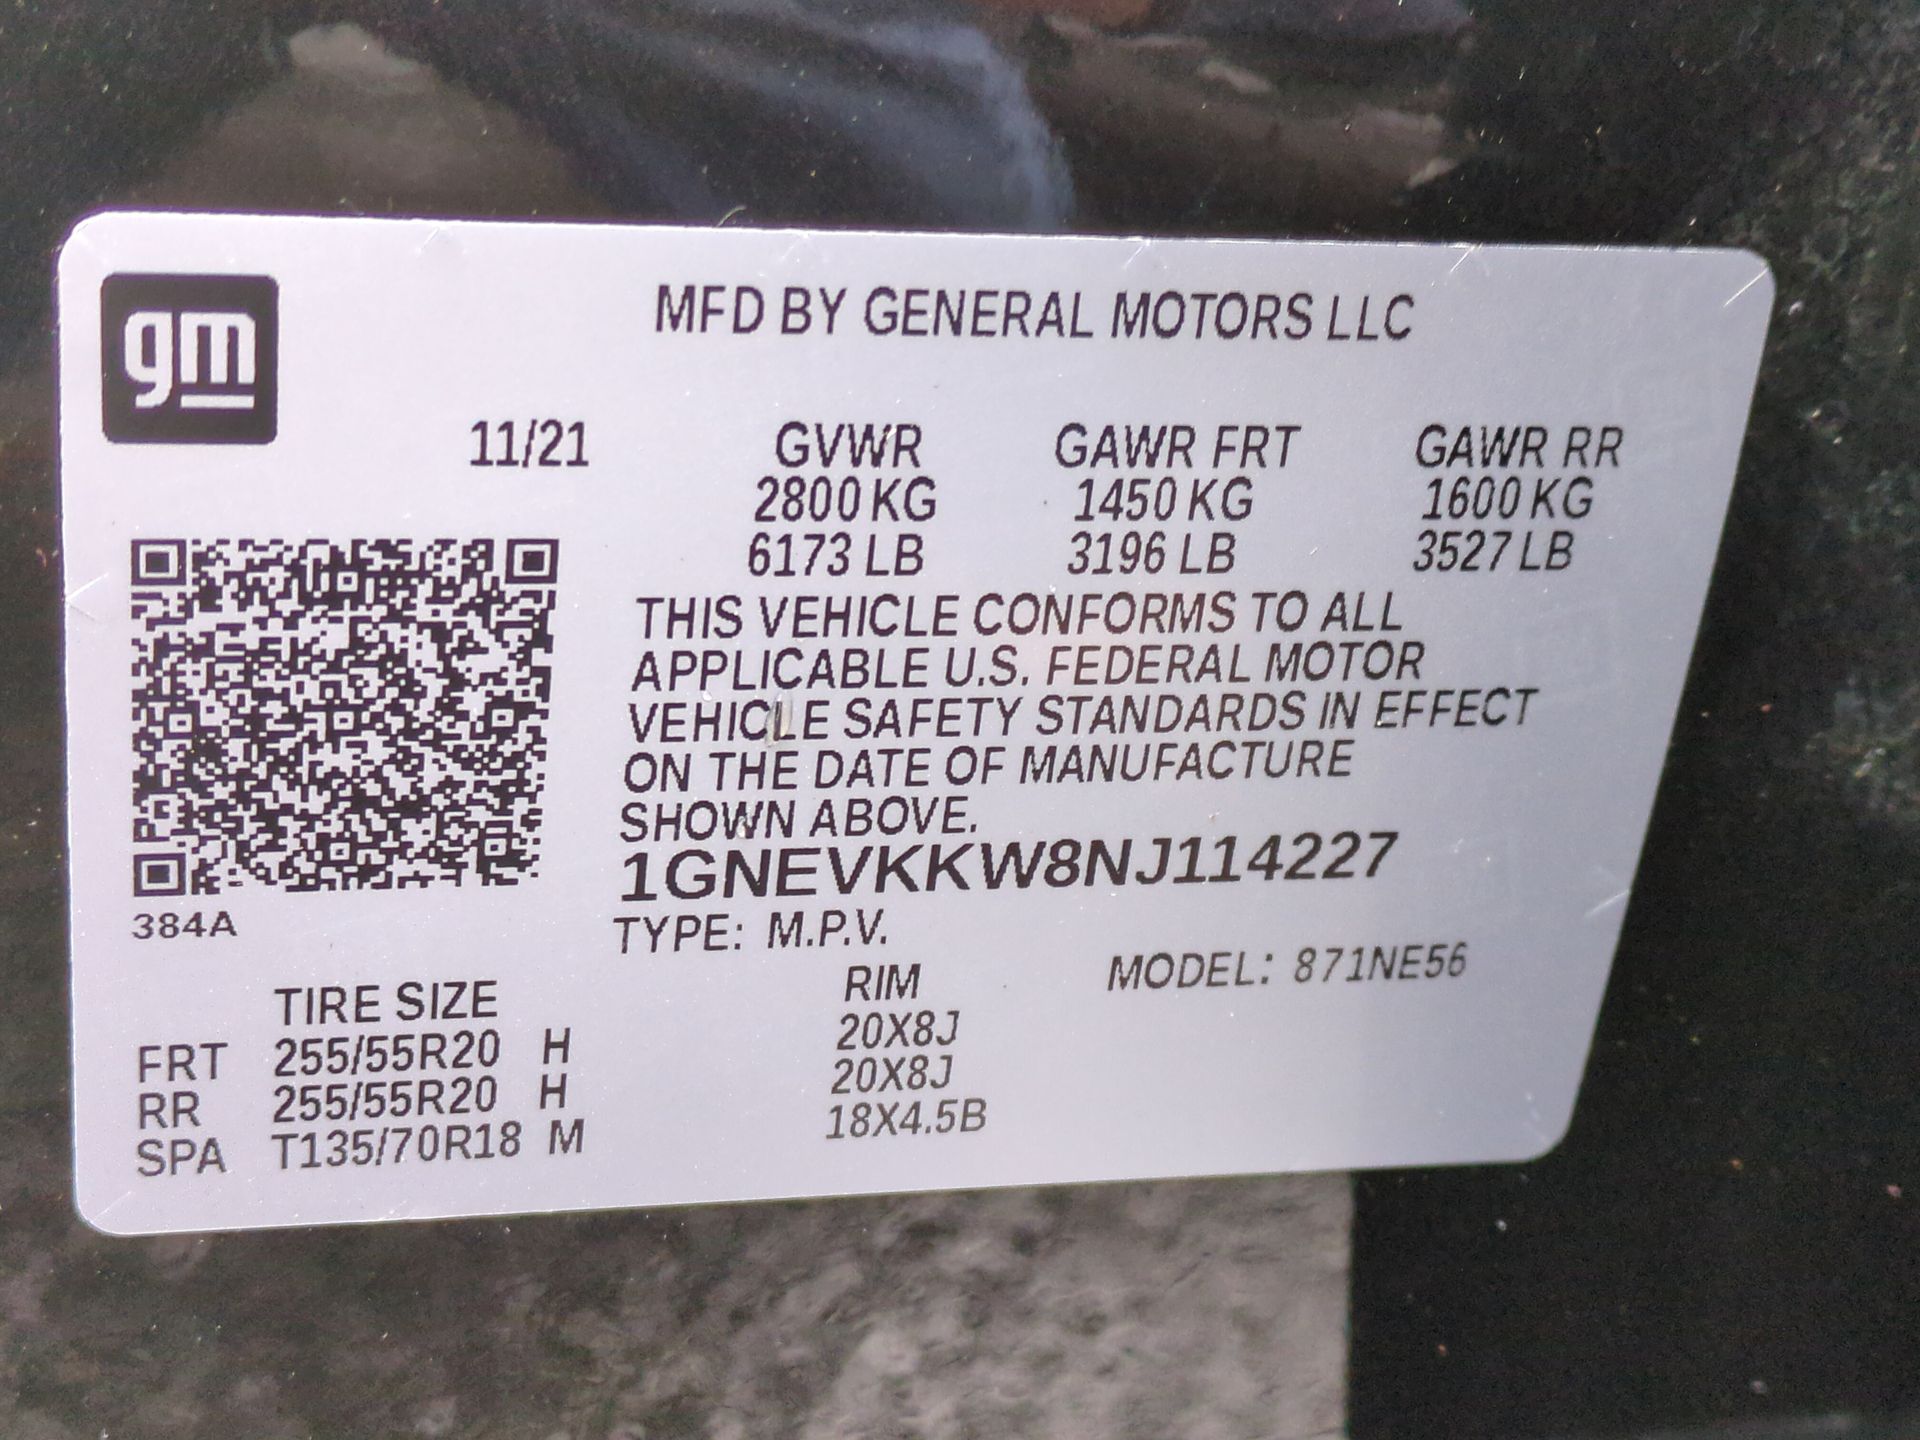 gm
MFD BY GENERAL MOTORS LLC
11/21 GVWR GAWR FRT GAWR RR
2800 KG 1450 KG 1600 KG
6173 LB 3196 LB 3527 LB
THIS VEHICLE CONFORMS TO ALL
APPLICABLE U.S. FEDERAL MOTOR
VEHICLE SAFETY STANDARDS IN EFFECT
ON THE DATE OF MANUFACTURE
SHOWN ABOVE.
1GNEVKKW8NJ114227
384A
TYPE: M.P.V.
MODEL: 871NE56
TIRE SIZE RIM
FRT 255/55R20 H 20X8J
RR 255/55R20 H 20X8J
SPA T135/70R18 M 18X4.5B